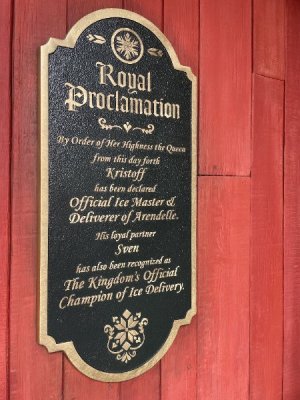 Royal
Proclamation
By Order of Her Highness the Queen
from this day forth
Kristoff
has been declared
Official Ice Master &
Deliverer of Arendelle.
His loyal partner
Sven
has also been recognized as
The Kingdom's Official
Champion of Ice Delivery.